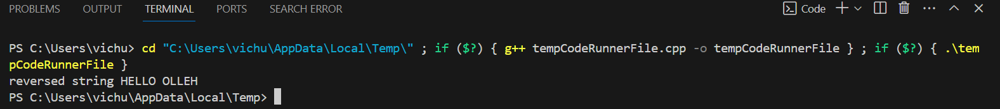 PROBLEMS OUTPUT TERMINAL PORTS SEARCH ERROR Code
PS C:\Users\vichu> cd "C:\Users\vichu\AppData\Local\Temp\" ; if ($?) { g++ tempCodeRunnerFile.cpp -o tempCodeRunnerFile } ; if ($?) { .\tem
pCodeRunnerFile }
reversed string HELLO OLLEH
PS C:\Users\vichu\AppData\Local\Temp>